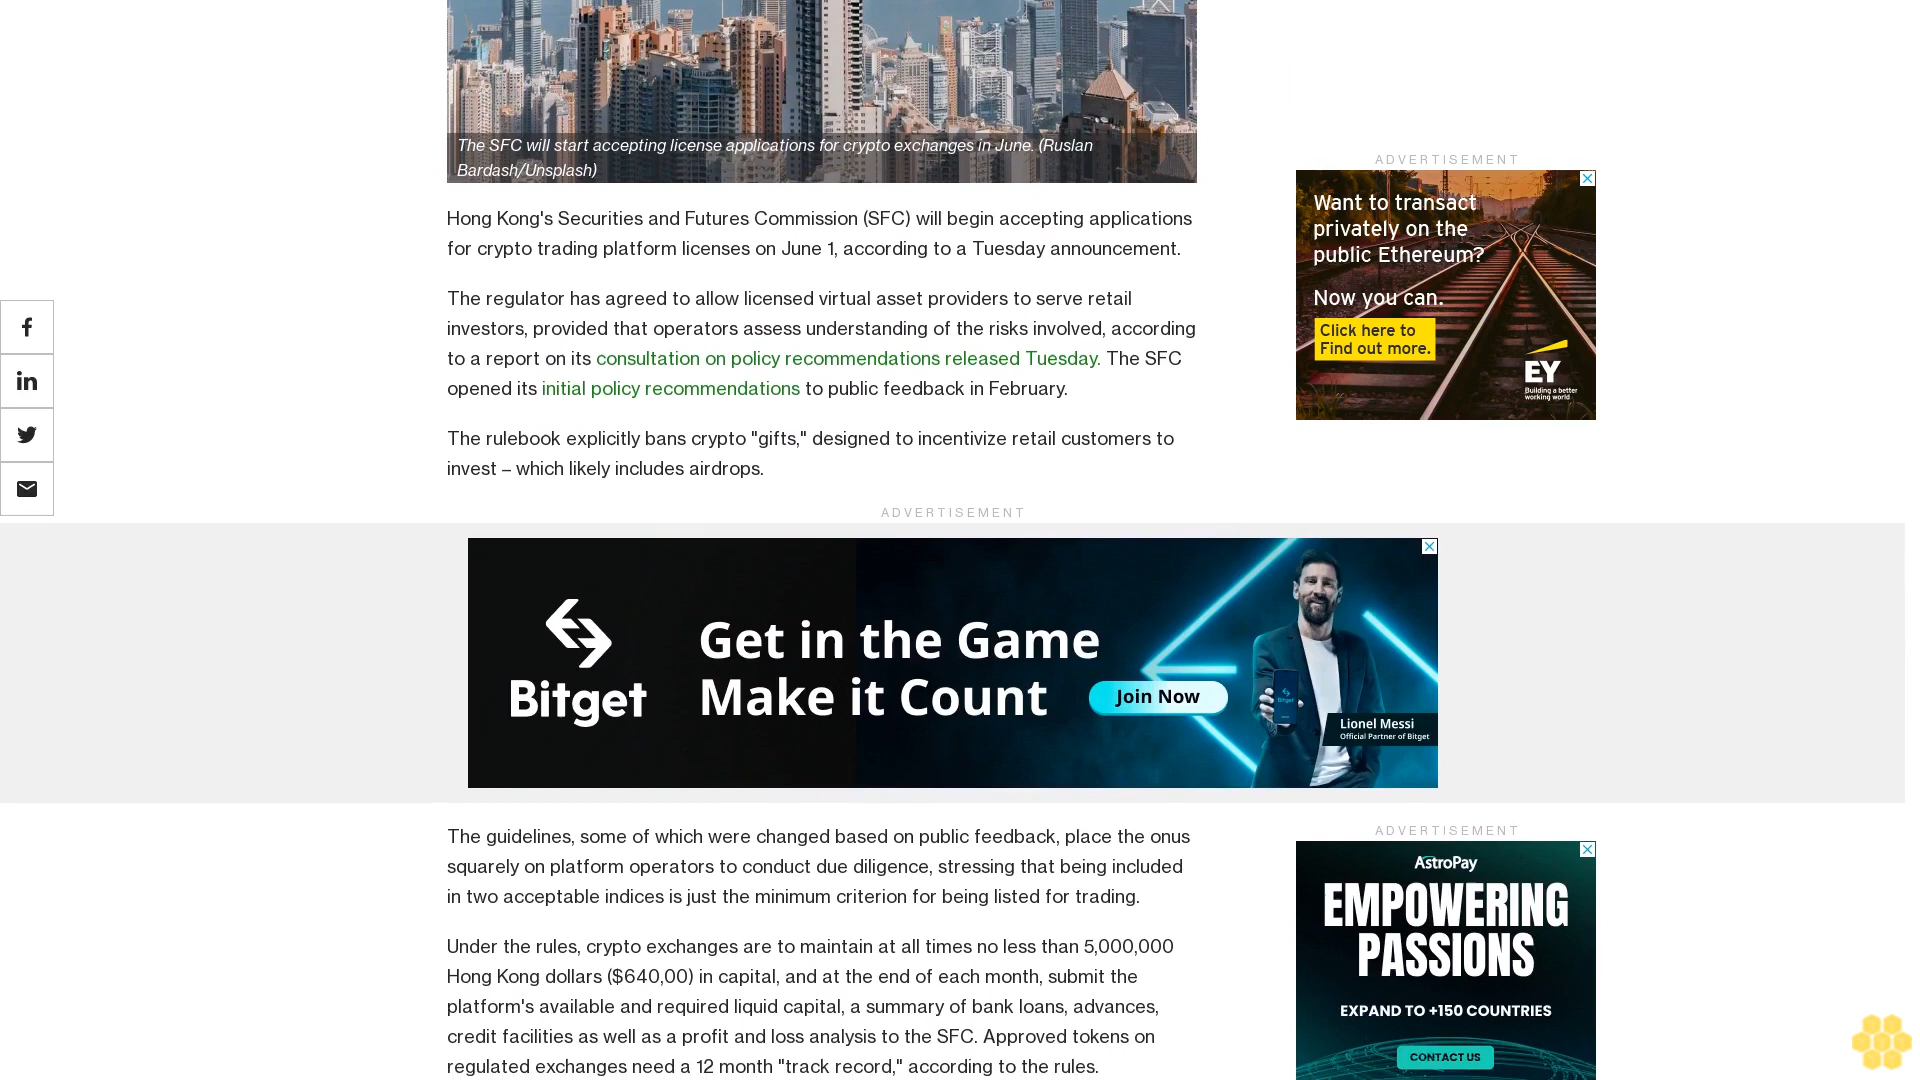 The SFC will start accepting license applications for crypto exchanges in June. (Ruslan
Bardash/Unsplash)
Hong Kong's Securities and Futures Commission (SFC) will begin accepting applications
for crypto trading platform licenses on June 1, according to a Tuesday announcement.
The regulator has agreed to allow licensed virtual asset providers to serve retail
investors, provided that operators assess understanding of the risks involved, according
to a report on its consultation on policy recommendations released Tuesday. The SFC
opened its initial policy recommendations to public feedback in February.
The rulebook explicitly bans crypto "gifts," designed to incentivize retail customers to
invest – which likely includes airdrops.
ADVERTISEMENT
Want to transact
privately on the
public Ethereum?
Now you can.
Click here to
Find out more.
EY
Building a better
working world
ADVERTISEMENT
Bitget
Get in the Game
Make it Count
Join Now
Bitget
Lionel Messi
Official Partner of Bitget
The guidelines, some of which were changed based on public feedback, place the onus
squarely on platform operators to conduct due diligence, stressing that being included
in two acceptable indices is just the minimum criterion for being listed for trading.
Under the rules, crypto exchanges are to maintain at all times no less than 5,000,000
Hong Kong dollars ($640,00) in capital, and at the end of each month, submit the
platform's available and required liquid capital, a summary of bank loans, advances,
credit facilities as well as a profit and loss analysis to the SFC. Approved tokens on
regulated exchanges need a 12 month "track record," according to the rules.
ADVERTISEMENT
AstroPay
EMPOWERING
PASSIONS
EXPAND TO +150 COUNTRIES
CONTACT US